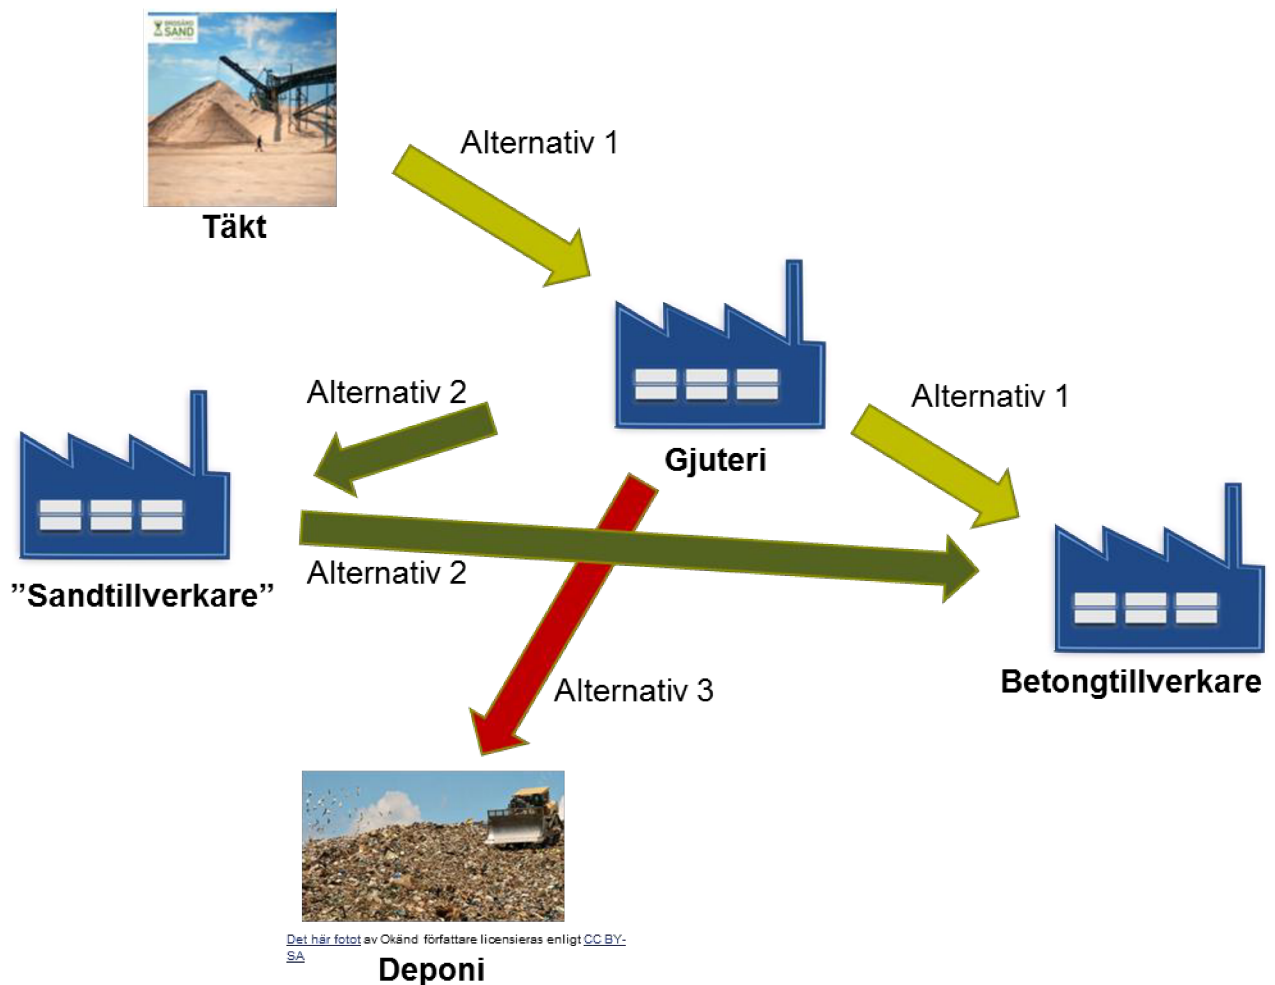 BROGÅRD
SAND
Täkt
Alternativ 1
Gjuteri
Alternativ 2
Alternativ 1
”Sandtillverkare”
Alternativ 2
Betongtillverkare
Alternativ 3
Det här fotot av Okänd författare licensieras enligt CC BY-
SA
Deponi